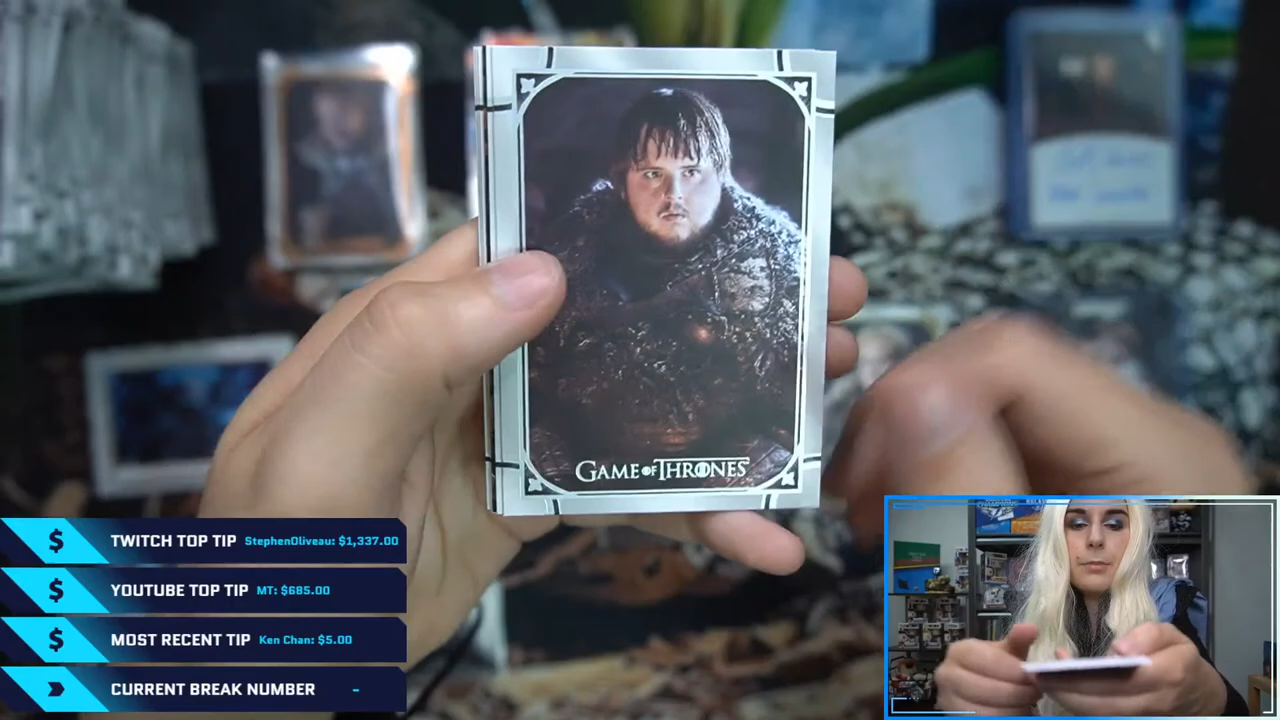 GAME OF THRONES
$ TWITCH TOP TIP StephenOliveau: $1,337.00
$ YOUTUBE TOP TIP MT: $685.00
$ MOST RECENT TIP Ken Chan: $5.00
CURRENT BREAK NUMBER -